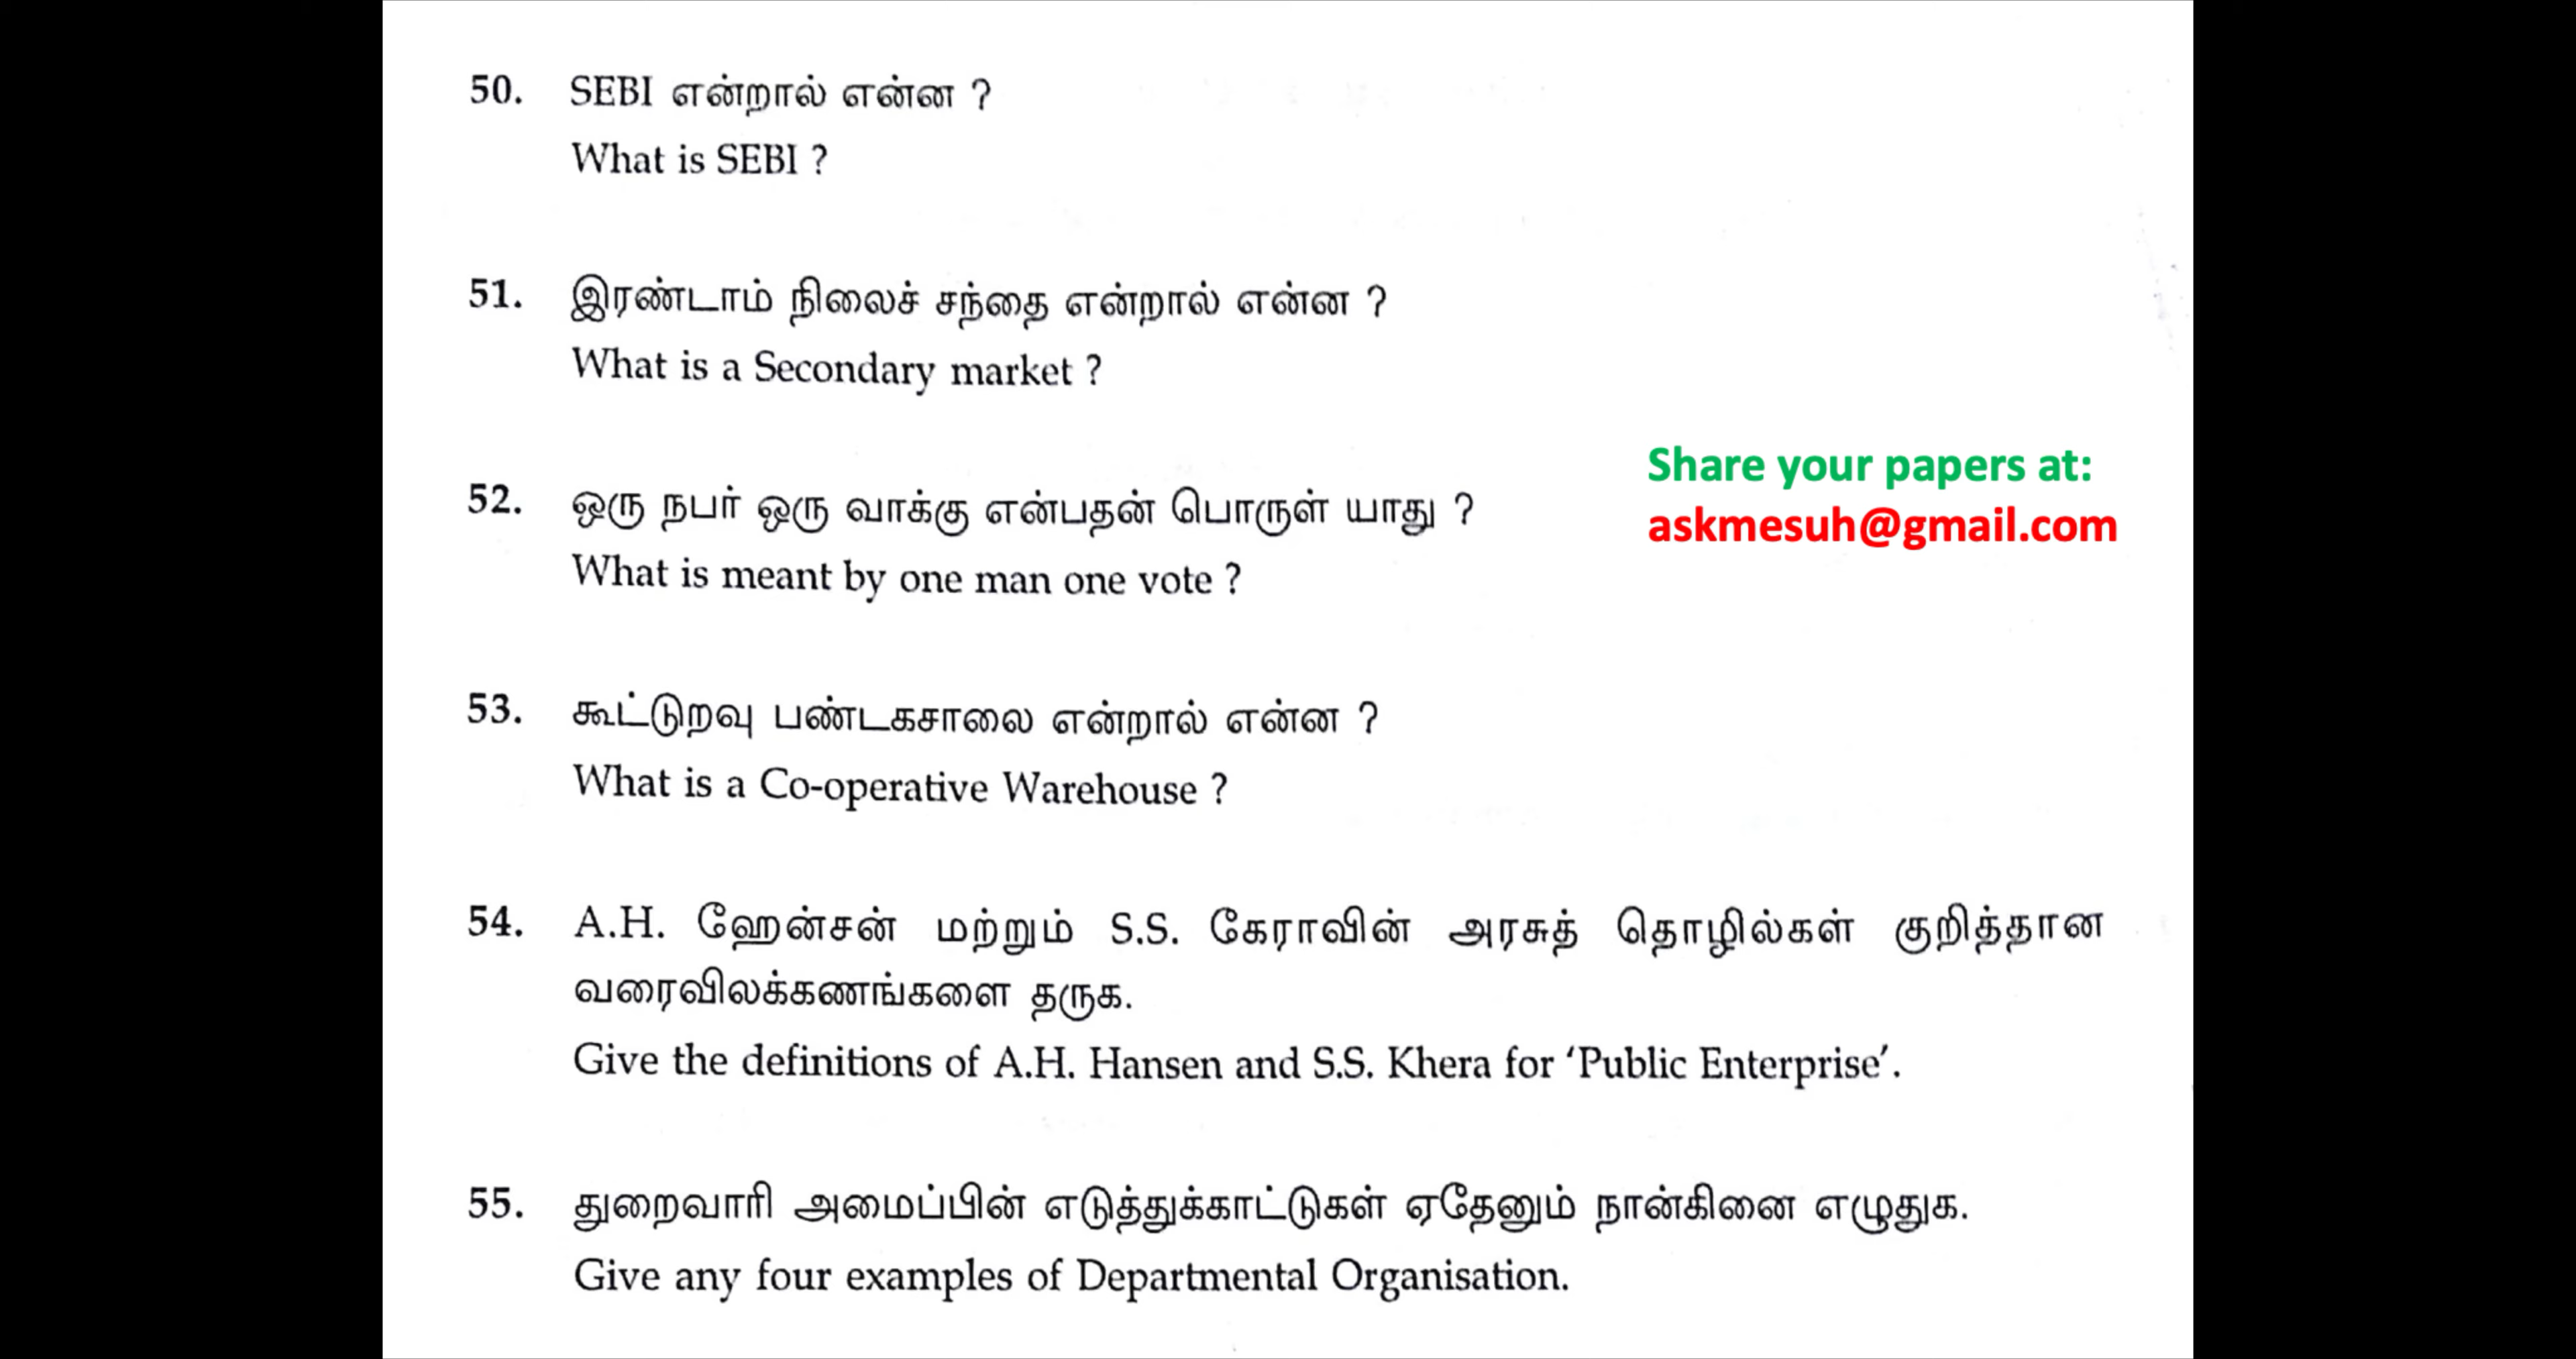 50. SEBI என்றால் என்ன ?
What is SEBI ?
51. இரண்டாம் நிலைச் சந்தை என்றால் என்ன ?
What is a Secondary market ?
Share your papers at:
52. ஒரு நபர் ஒரு வாக்கு என்பதன் பொருள் யாது ?
askmesuh@gmail.com
What is meant by one man one vote ?
53. கூட்டுறவு பண்டகசாலை என்றால் என்ன ?
What is a Co-operative Warehouse ?
54. A.H. ஹேன்சன் மற்றும் S.S. கேராவின் அரசுத் தொழில்கள் குறித்தான
வரைவிலக்கணங்களை தருக.
Give the definitions of A.H. Hansen and S.S. Khera for ‘Public Enterprise’.
55. துறைவாரி அமைப்பின் எடுத்துக்காட்டுகள் ஏதேனும் நான்கினை எழுதுக.
Give any four examples of Departmental Organisation.